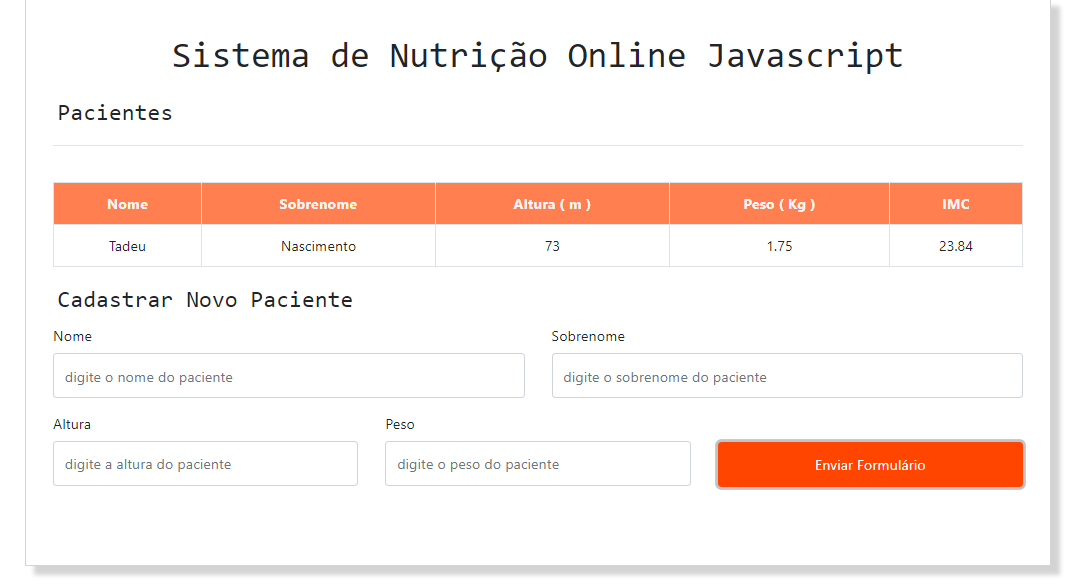 Sistema de Nutrição Online Javascript
Pacientes
Nome Sobrenome Altura ( m ) Peso ( Kg ) IMC
Tadeu Nascimento 73 1.75 23.84
Cadastrar Novo Paciente
Nome Sobrenome
digite o nome do paciente digite o sobrenome do paciente
Altura Peso
digite a altura do paciente digite o peso do paciente Enviar Formulário